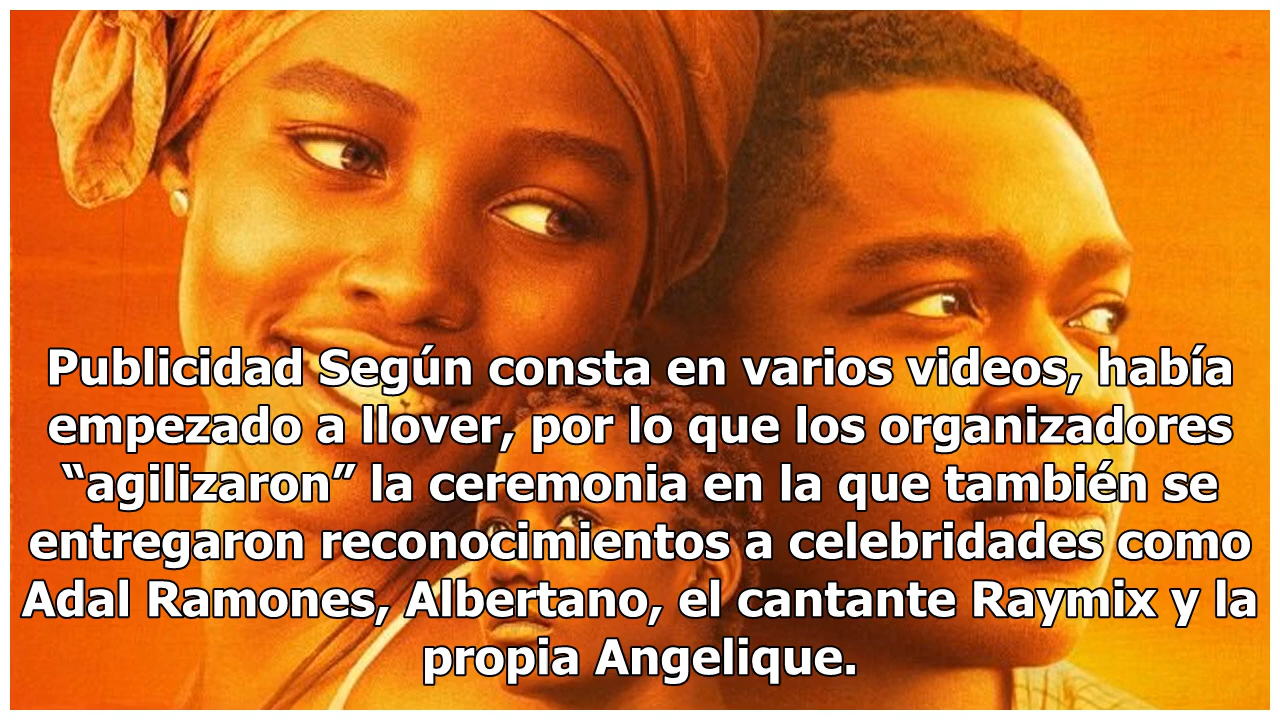 Publicidad Según consta en varios videos, había
empezado a llover, por lo que los organizadores
“agilizaron” la ceremonia en la que también se
entregaron reconocimientos a celebridades como
Adal Ramones, Albertano, el cantante Raymix y la
propia Angelique.